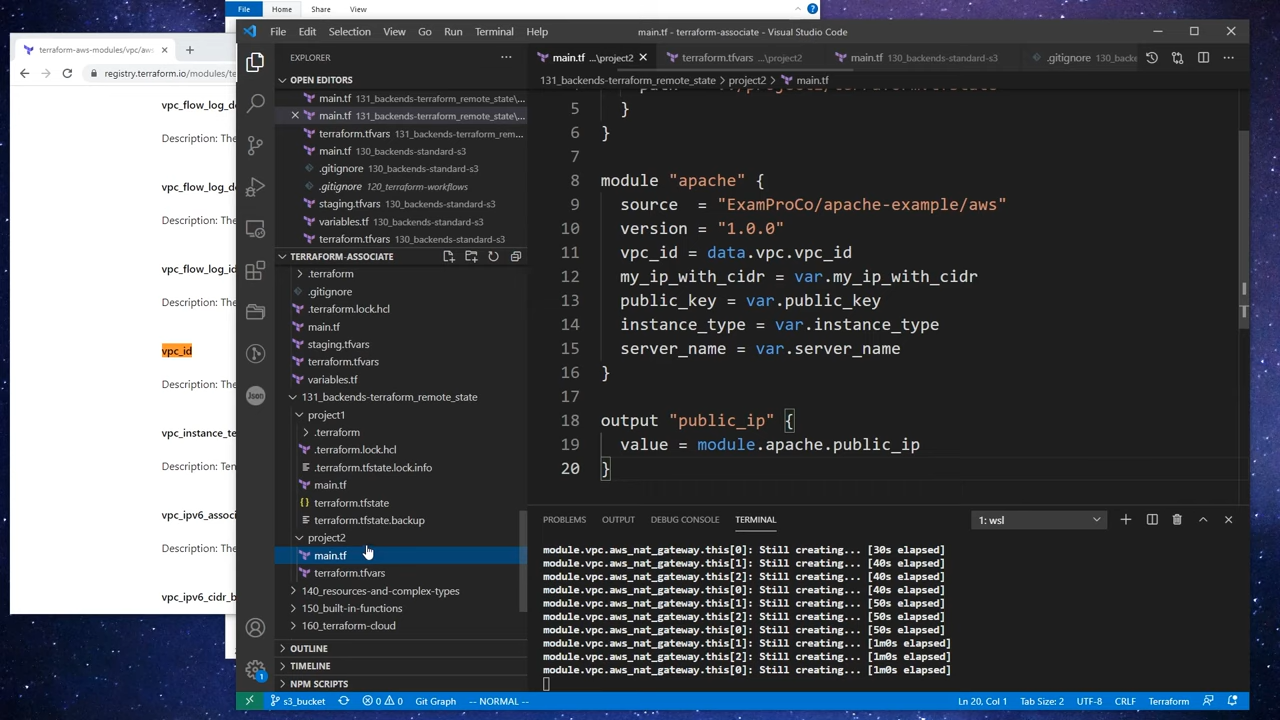 File Home Share View
terraform-aws-modules/vpc/aws
registry.terraform.io/modules/te
vpc_flow_log_de
Description: The
vpc_flow_log_de
Description: The
vpc_flow_log_id
Description: The
vpc_id
Description: The
vpc_instance_te
Description: Ten
vpc_ipv6_associ
Description: The
vpc_ipv6_cidr_b
File Edit Selection View Go Run Terminal Help
main.tf - terraform-associate - Visual Studio Code
EXPLORER
OPEN EDITORS
main.tf 131_backends-terraform_remote_state\...
main.tf 131_backends-terraform_remote_state\...
terraform.tfvars 131_backends-terraform_rem...
main.tf 130_backends-standard-s3
.gitignore 130_backends-standard-s3
.gitignore 120_terraform-workflows
staging.tfvars 130_backends-standard-s3
variables.tf 130_backends-standard-s3
terraform.tfvars 130_backends-standard-s3
TERRAFORM-ASSOCIATE
.terraform
.gitignore
.terraform.lock.hcl
main.tf
staging.tfvars
terraform.tfvars
variables.tf
131_backends-terraform_remote_state
project1
.terraform
.terraform.lock.hcl
.terraform.tfstate.lock.info
main.tf
terraform.tfstate
terraform.tfstate.backup
project2
main.tf
terraform.tfvars
140_resources-and-complex-types
150_built-in-functions
160_terraform-cloud
OUTLINE
TIMELINE
NPM SCRIPTS
main.tf ...\project2
terraform.tfvars ...\project2
main.tf 130_backends-standard-s3
.gitignore 130_backends
131_backends-terraform_remote_state > project2 > main.tf
5 }
6 }
7
8 module "apache" {
9 source = "ExamProCo/apache-example/aws"
10 version = "1.0.0"
11 vpc_id = data.vpc.vpc_id
12 my_ip_with_cidr = var.my_ip_with_cidr
13 public_key = var.public_key
14 instance_type = var.instance_type
15 server_name = var.server_name
16 }
17
18 output "public_ip" {
19 value = module.apache.public_ip
20 }
PROBLEMS OUTPUT DEBUG CONSOLE TERMINAL 1: wsl
module.vpc.aws_nat_gateway.this[0]: Still creating... [30s elapsed]
module.vpc.aws_nat_gateway.this[1]: Still creating... [40s elapsed]
module.vpc.aws_nat_gateway.this[2]: Still creating... [40s elapsed]
module.vpc.aws_nat_gateway.this[0]: Still creating... [40s elapsed]
module.vpc.aws_nat_gateway.this[1]: Still creating... [50s elapsed]
module.vpc.aws_nat_gateway.this[2]: Still creating... [50s elapsed]
module.vpc.aws_nat_gateway.this[0]: Still creating... [50s elapsed]
module.vpc.aws_nat_gateway.this[1]: Still creating... [1m0s elapsed]
module.vpc.aws_nat_gateway.this[2]: Still creating... [1m0s elapsed]
module.vpc.aws_nat_gateway.this[0]: Still creating... [1m0s elapsed]
Json
1
s3_bucket 0 0 Git Graph -- NORMAL -- Ln 20, Col 1 Tab Size: 2 UTF-8 CRLF Terraform